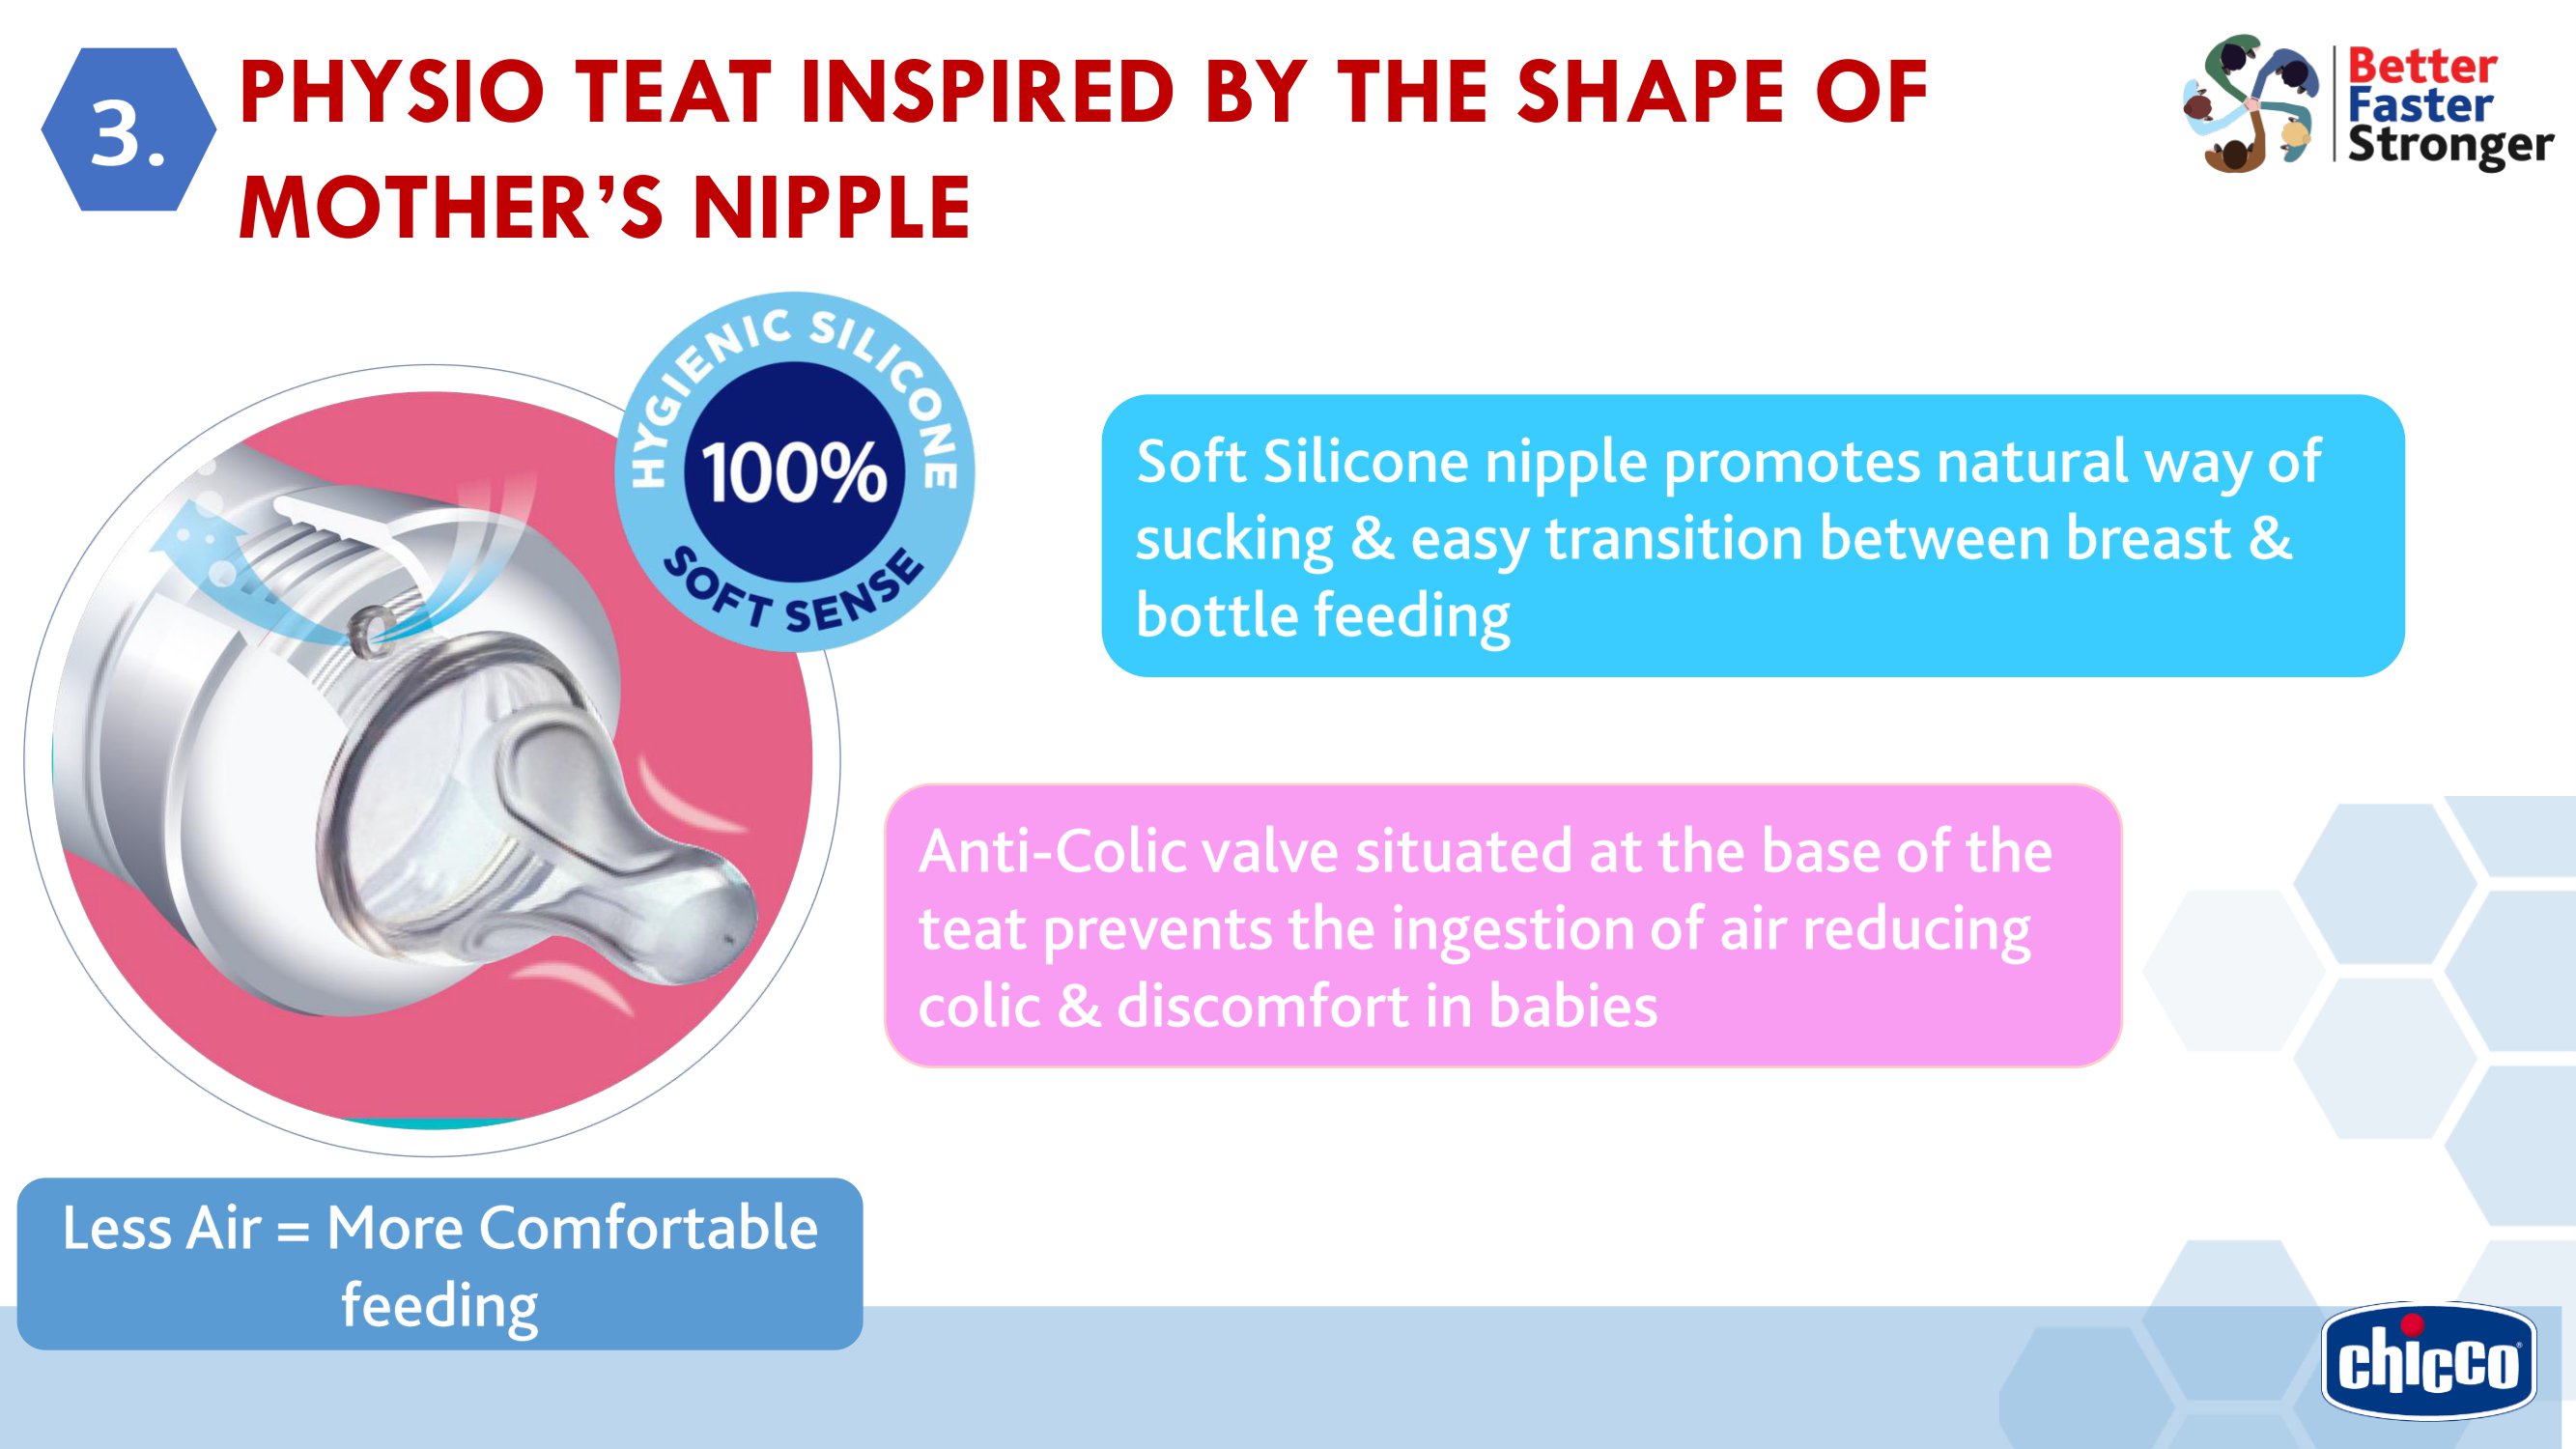 3.
PHYSIO TEAT INSPIRED BY THE SHAPE OF
MOTHER’S NIPPLE
Better
Faster
Stronger
HYGIENIC SILICONE
100%
SOFT SENSE
Soft Silicone nipple promotes natural way of
sucking & easy transition between breast &
bottle feeding
Anti-Colic valve situated at the base of the
teat prevents the ingestion of air reducing
colic & discomfort in babies
Less Air = More Comfortable
feeding
chicco®